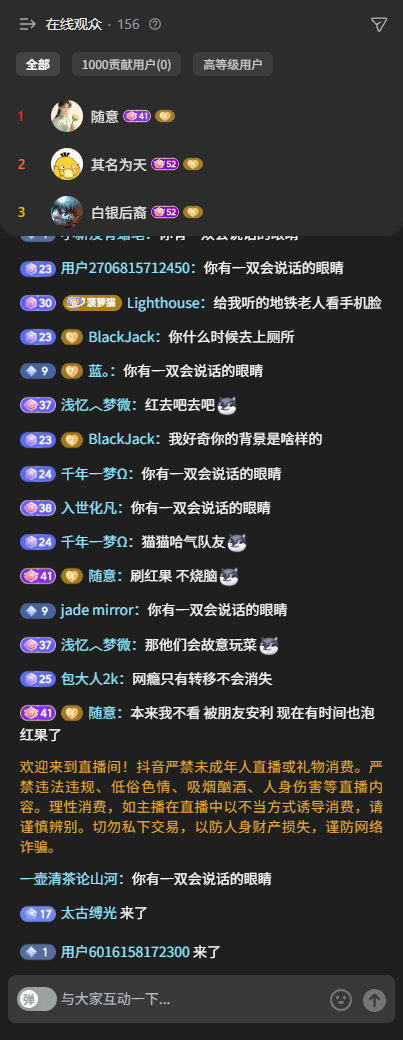 在线观众 · 156
全部 1000贡献用户(0) 高等级用户
1 随意 41
2 其名为天 52
3 白银后裔 52
23 用户2706815712450：你有一双会说话的眼睛
30 菠萝猫 Lighthouse：给我听的地铁老人看手机脸
23 2 BlackJack：你什么时候去上厕所
9 7 蓝。：你有一双会说话的眼睛
37 浅忆︿梦微：红去吧去吧
23 2 BlackJack：我好奇你的背景是啥样的
24 千年一梦Ω：你有一双会说话的眼睛
38 入世化凡：你有一双会说话的眼睛
24 千年一梦Ω：猫猫哈气队友
41 随意：刷红果 不烧脑
9 jade mirror：你有一双会说话的眼睛
37 浅忆︿梦微：那他们会故意玩菜
25 包大人2k：网瘾只有转移不会消失
41 随意：本来我不看 被朋友安利 现在有时间也泡
红果了
欢迎来到直播间！抖音严禁未成年人直播或礼物消费。严
禁违法违规、低俗色情、吸烟酗酒、人身伤害等直播内
容。理性消费，如主播在直播中以不当方式诱导消费，请
谨慎辨别。切勿私下交易，以防人身财产损失，谨防网络
诈骗。
一壶清茶论山河：你有一双会说话的眼睛
17 太古缚光 来了
1 用户6016158172300 来了
弹 与大家互动一下...